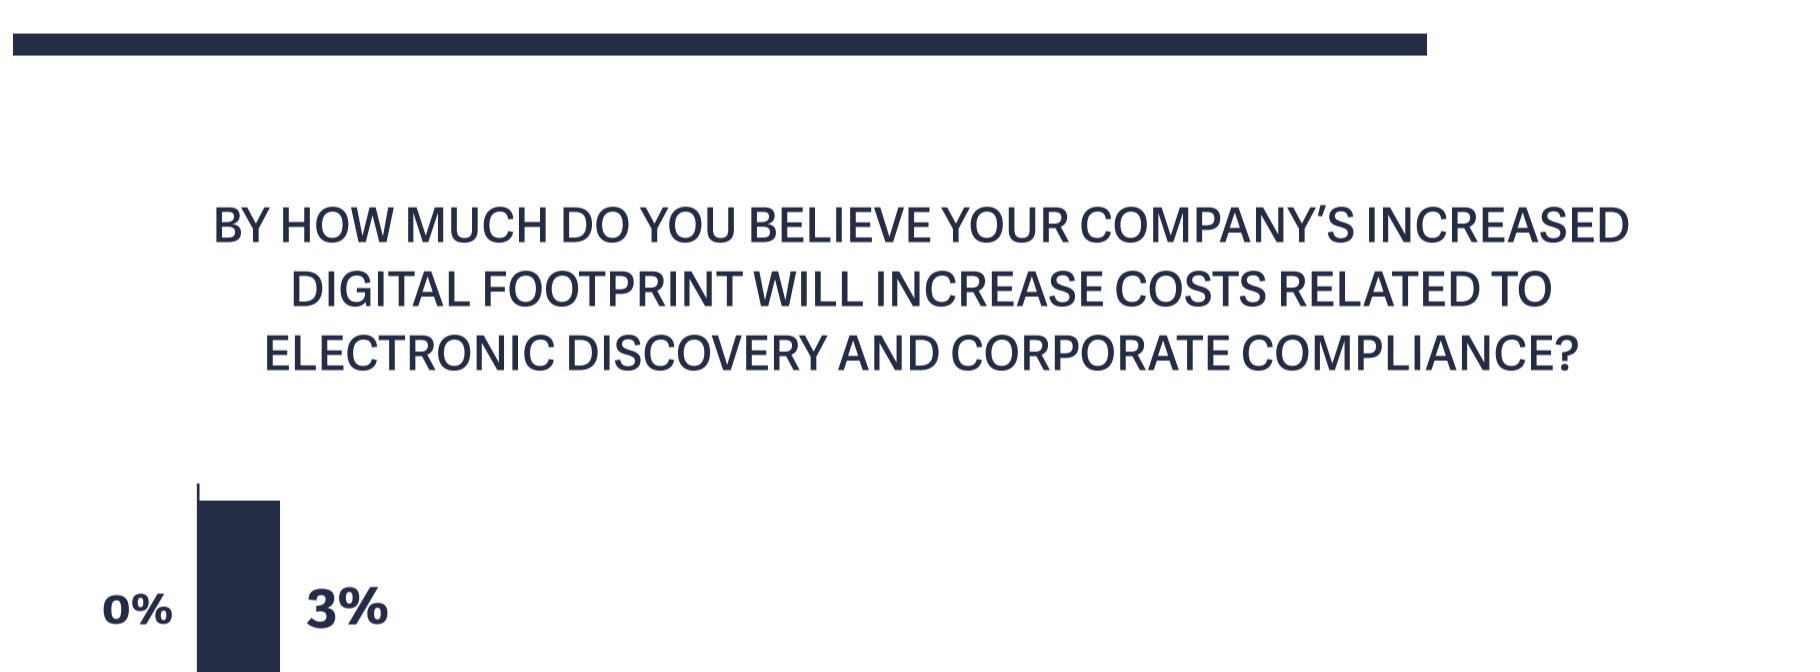 BY HOW MUCH DO YOU BELIEVE YOUR COMPANY’S INCREASED
DIGITAL FOOTPRINT WILL INCREASE COSTS RELATED TO
ELECTRONIC DISCOVERY AND CORPORATE COMPLIANCE?
0% 3%